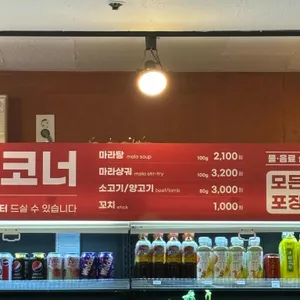 코너
터 드실 수 있습니다
마라탕 mala soup 100g 2,100원
마라샹궈 mala stir-fry 100g 3,200원
소고기/양고기 beef/lamb 80g 3,000원
꼬치 stick 1,000원
물·음료
모든
포장